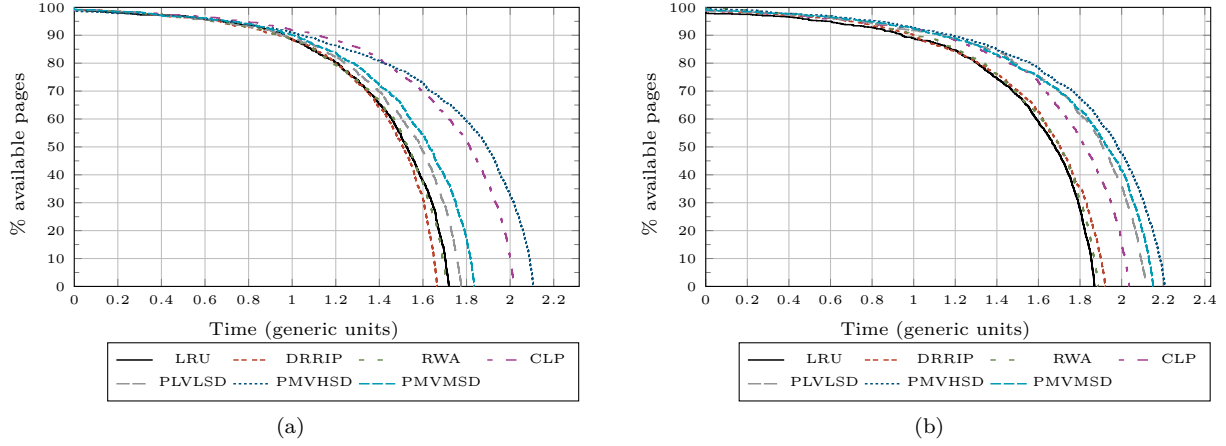 100
90
80
70
60
50
40
30
20
10
0
% available pages
0 0.2 0.4 0.6 0.8 1 1.2 1.4 1.6 1.8 2 2.2
Time (generic units)
LRU DRRIP RWA CLP
PLVLSD PMVHSD PMVMSD
(a)
100
90
80
70
60
50
40
30
20
10
0
% available pages
0 0.2 0.4 0.6 0.8 1 1.2 1.4 1.6 1.8 2 2.2 2.4
Time (generic units)
LRU DRRIP RWA CLP
PLVLSD PMVHSD PMVMSD
(b)